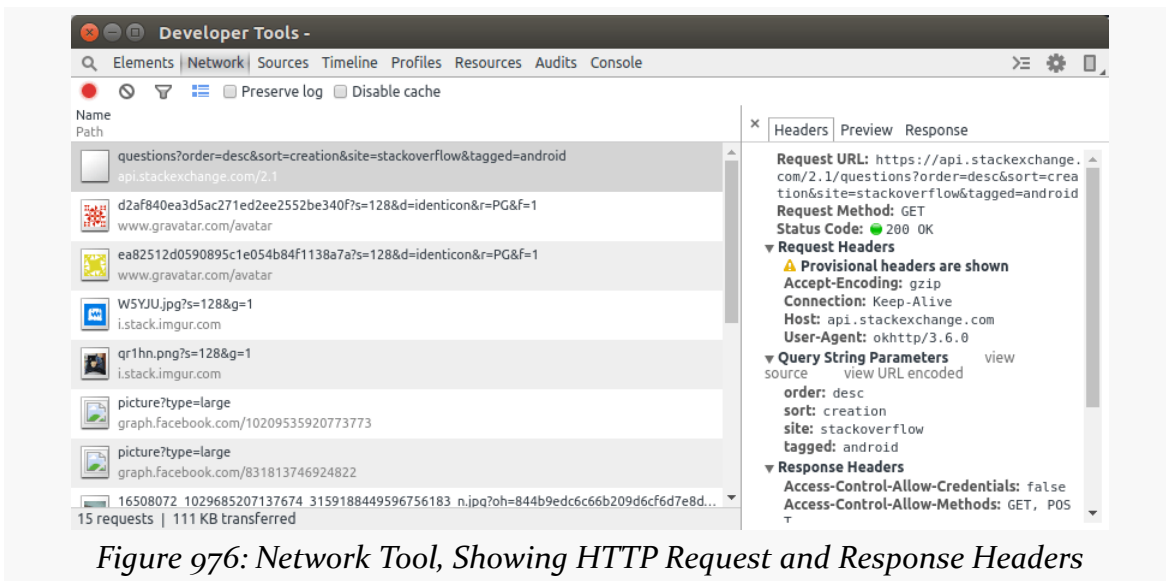 Developer Tools -
Elements Network Sources Timeline Profiles Resources Audits Console
Preserve log Disable cache
Name
Path
questions?order=desc&sort=creation&site=stackoverflow&tagged=android
api.stackexchange.com/2.1
d2af840ea3d5ac271ed2ee2552be340f?s=128&d=identicon&r=PG&f=1
www.gravatar.com/avatar
ea82512d0590895c1e054b84f1138a7a?s=128&d=identicon&r=PG&f=1
www.gravatar.com/avatar
W5YJU.jpg?s=128&g=1
i.stack.imgur.com
qr1hn.png?s=128&g=1
i.stack.imgur.com
picture?type=large
graph.facebook.com/10209535920773773
picture?type=large
graph.facebook.com/831813746924822
16508072_1029685207137674_3159188449596756183_n.jpg?oh=844b9edc6c66b209d6cf6d7e8d...
15 requests | 111 KB transferred
× Headers Preview Response
Request URL: https://api.stackexchange.
com/2.1/questions?order=desc&sort=crea
tion&site=stackoverflow&tagged=android
Request Method: GET
Status Code: 200 OK
Request Headers
Provisional headers are shown
Accept-Encoding: gzip
Connection: Keep-Alive
Host: api.stackexchange.com
User-Agent: okhttp/3.6.0
Query String Parameters view
source view URL encoded
order: desc
sort: creation
site: stackoverflow
tagged: android
Response Headers
Access-Control-Allow-Credentials: false
Access-Control-Allow-Methods: GET, POS
T
Figure 976: Network Tool, Showing HTTP Request and Response Headers